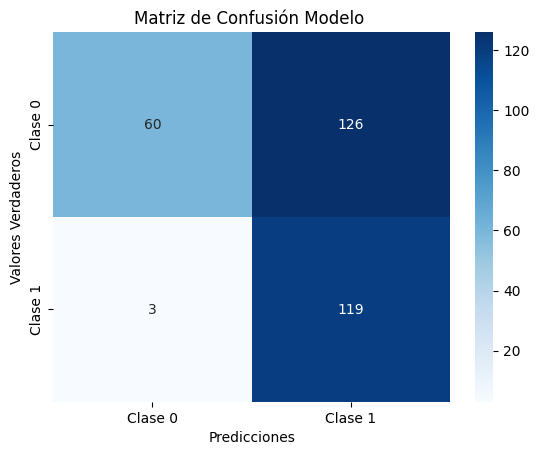 Matriz de Confusión Modelo
Valores Verdaderos
Clase 0
Clase 1
60
126
3
119
Clase 0
Clase 1
Predicciones
120
100
80
60
40
20